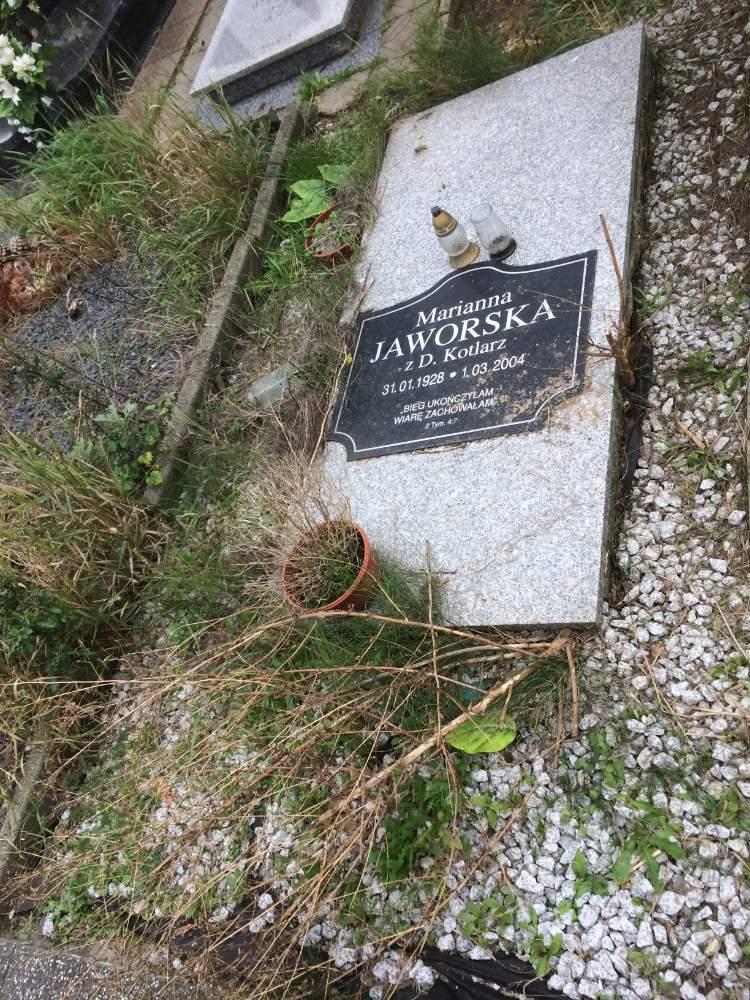 Marianna
JAWORSKA
z D. Kotlarz
31.01.1928 • 1.03.2004
„BIEG UKOŃCZYŁAM
WIARĘ ZACHOWAŁAM"
2 Tym. 4:7